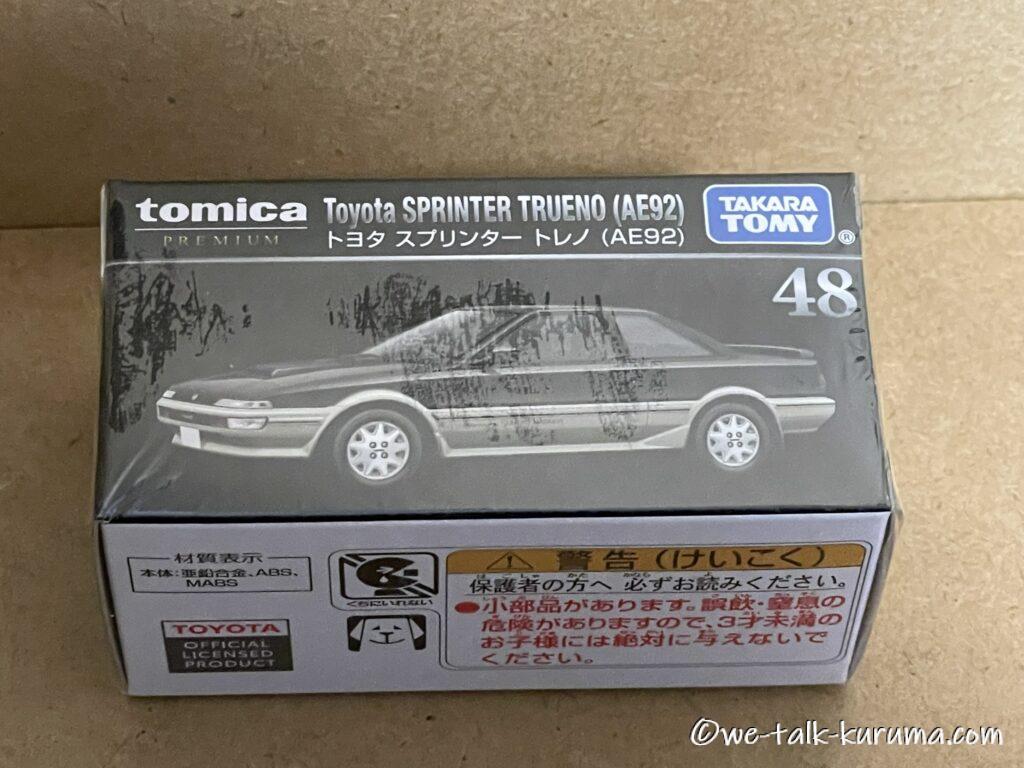 tomica
PREMIUM
Toyota SPRINTER TRUENO (AE92)
トヨタ スプリンター トレノ (AE92)
TAKARA
TOMY
®
48
材質表示
本体:亜鉛合金、ABS、
MABS
くちにいれない
TOYOTA
OFFICIAL
LICENSED
PRODUCT
警告(けいこく)
保護者の方へ 必ずお読みください。
●小部品があります。誤飲・窒息の
危険がありますので、3才未満の
お子様には絶対に与えないで
ください。
©we-talk-kuruma.com